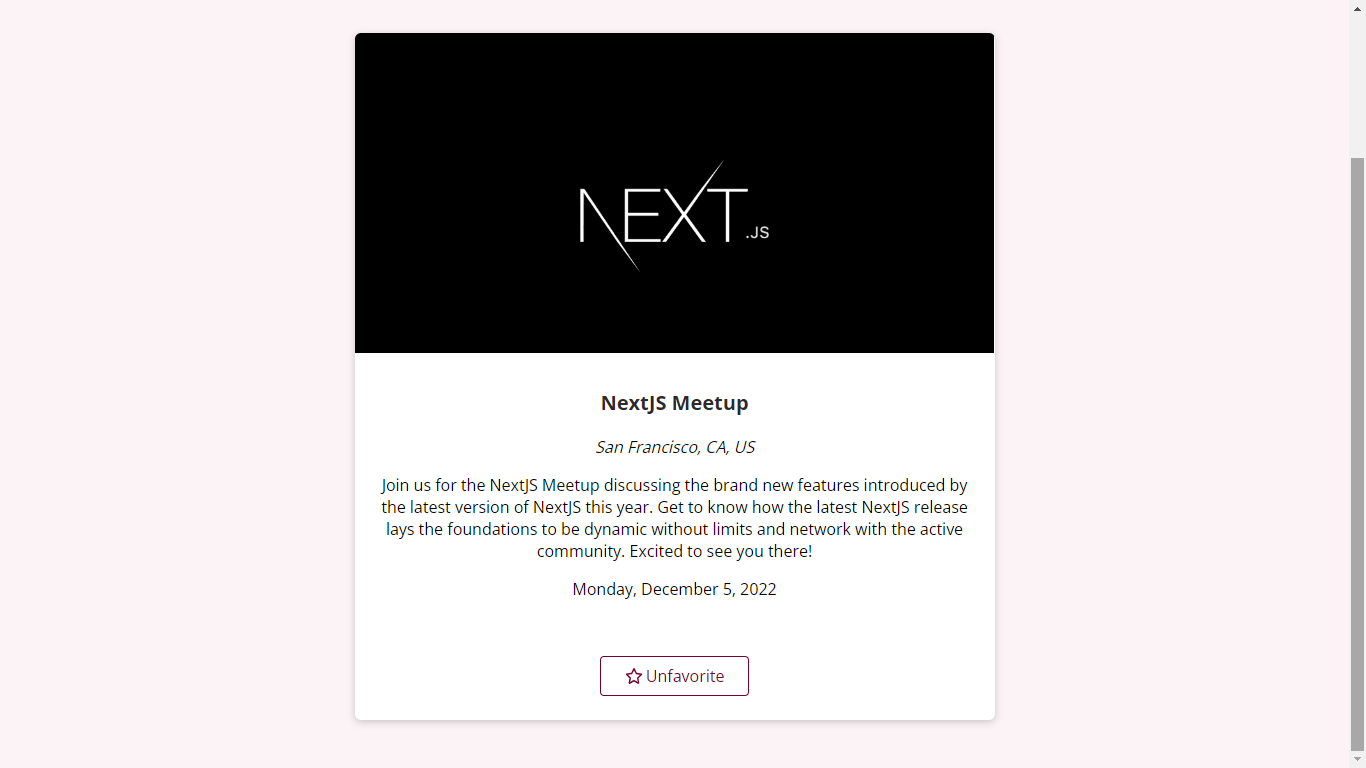 NEXT.JS
NextJS Meetup
San Francisco, CA, US
Join us for the NextJS Meetup discussing the brand new features introduced by
the latest version of NextJS this year. Get to know how the latest NextJS release
lays the foundations to be dynamic without limits and network with the active
community. Excited to see you there!
Monday, December 5, 2022
Unfavorite